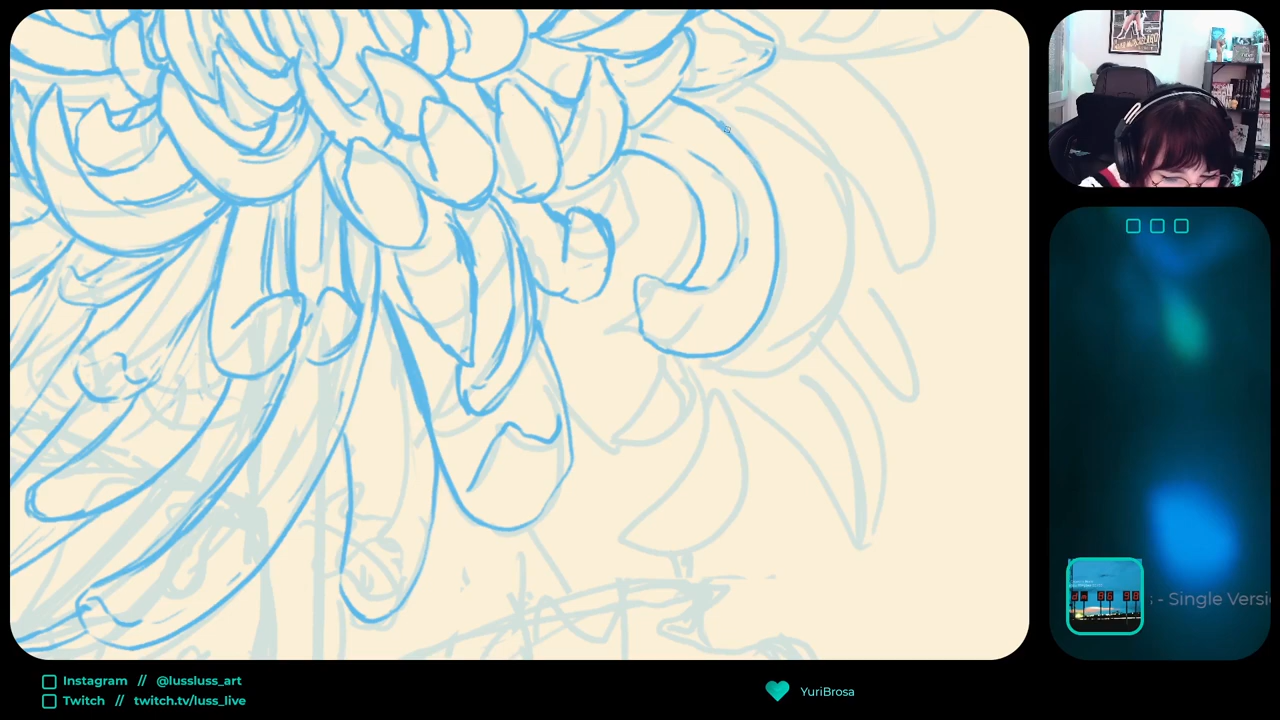 - Single Versi
Instagram // @lussluss_art
Twitch // twitch.tv/luss_live
YuriBrosa